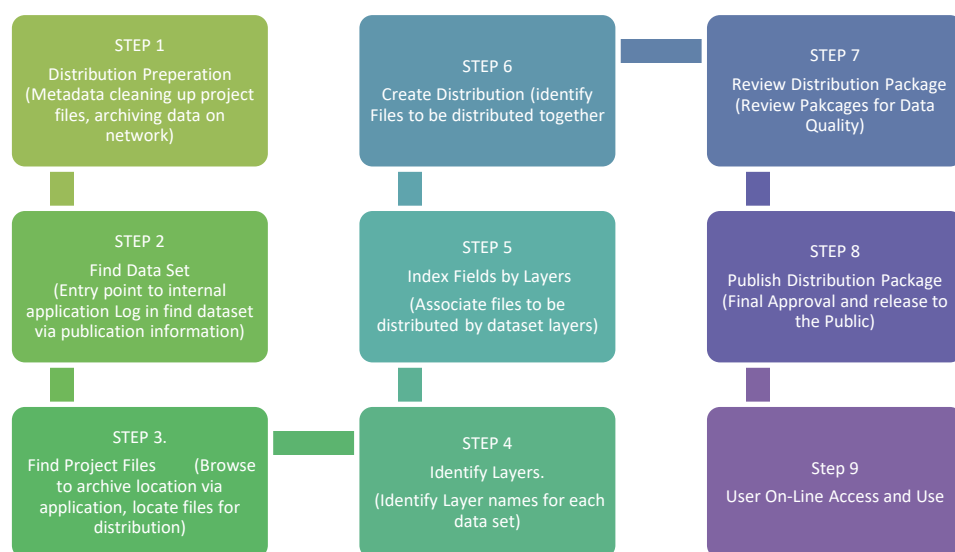 STEP 1
Distribution Preperation
(Metadata cleaning up project
files, archiving data on
network)
STEP 2
Find Data Set
(Entry point to internal
application Log in find dataset
via publication information)
STEP 3.
Find Project Files (Browse
to archive location via
application, locate files for
distribution)
STEP 4
Identify Layers.
(Identify Layer names for each
data set)
STEP 5
Index Fields by Layers
(Associate files to be
distributed by dataset layers)
STEP 6
Create Distribution (identify
Files to be distributed together
STEP 7
Review Distribution Package
(Review Pakcages for Data
Quality)
STEP 8
Publish Distribution Package
(Final Approval and release to
the Public)
Step 9
User On-Line Access and Use